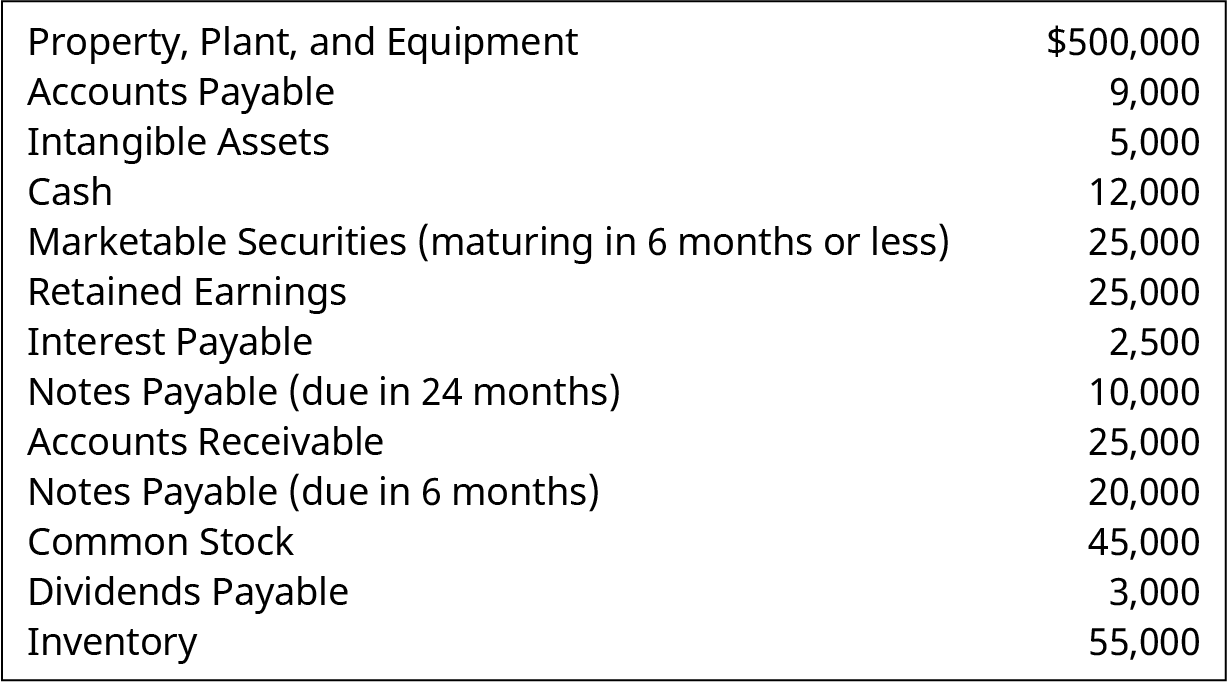 Property, Plant, and Equipment $500,000
Accounts Payable 9,000
Intangible Assets 5,000
Cash 12,000
Marketable Securities (maturing in 6 months or less) 25,000
Retained Earnings 25,000
Interest Payable 2,500
Notes Payable (due in 24 months) 10,000
Accounts Receivable 25,000
Notes Payable (due in 6 months) 20,000
Common Stock 45,000
Dividends Payable 3,000
Inventory 55,000